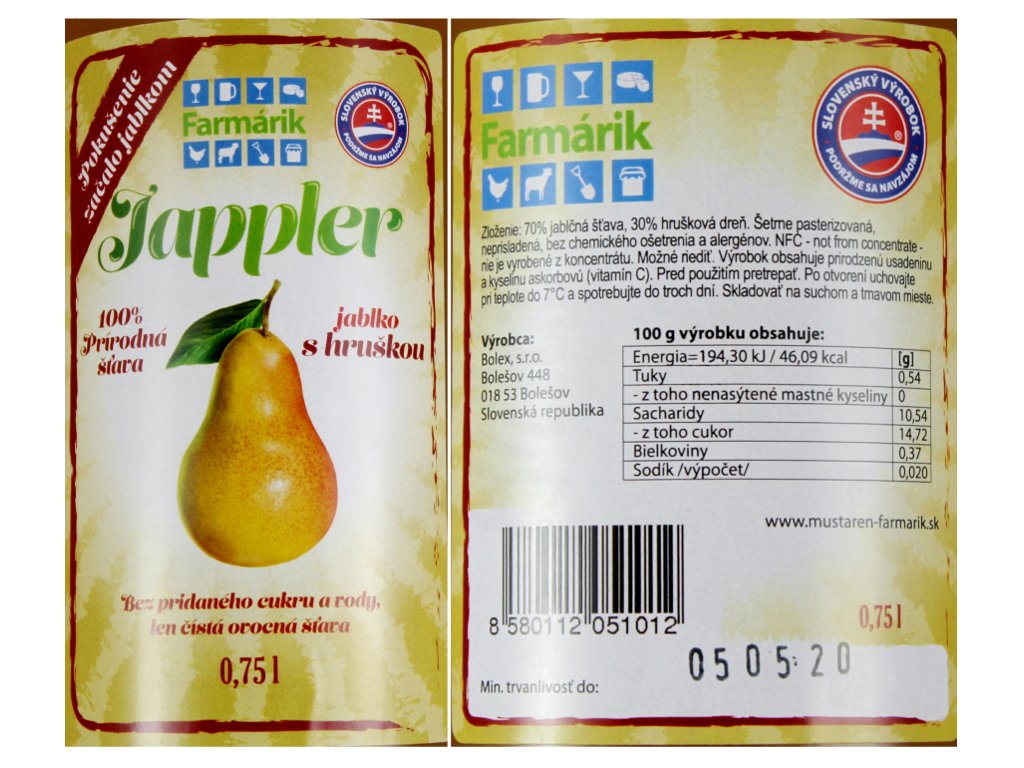 Pokušenie
začalo jablkom
Farmárik
SLOVENSKÝ VÝROBOK
PODRŽME SA NAVZÁJOM
®
Jappler
100%
Prírodná
šťava
jablko
s hruškou
Bez pridaného cukru a vody,
len čistá ovocná šťava
0,75 l
Farmárik
SLOVENSKÝ VÝROBOK
PODRŽME SA NAVZÁJOM
®
Zloženie: 70% jablčná šťava, 30% hrušková dreň. Šetrne pasterizovaná,
neprisladená, bez chemického ošetrenia a alergénov. NFC - not from concentrate -
nie je vyrobené z koncentrátu. Možné riediť. Výrobok obsahuje prirodzenú usadeninu
a kyselinu askorbovú (vitamín C). Pred použitím pretrepať. Po otvorení uchovajte
pri teplote do 7°C a spotrebujte do troch dní. Skladovať na suchom a tmavom mieste.
Výrobca:
Bolex, s.r.o.
Bolešov 448
018 53 Bolešov
Slovenská republika
100 g výrobku obsahuje:
Energia=194,30 kJ / 46,09 kcal [g]
Tuky 0,54
- z toho nenasýtené mastné kyseliny 0
Sacharidy 10,54
- z toho cukor 14,72
Bielkoviny 0,37
Sodík /výpočet/ 0,020
www.mustaren-farmarik.sk
8 580112 051012
0,75 l
05 05 20
Min. trvanlivosť do: